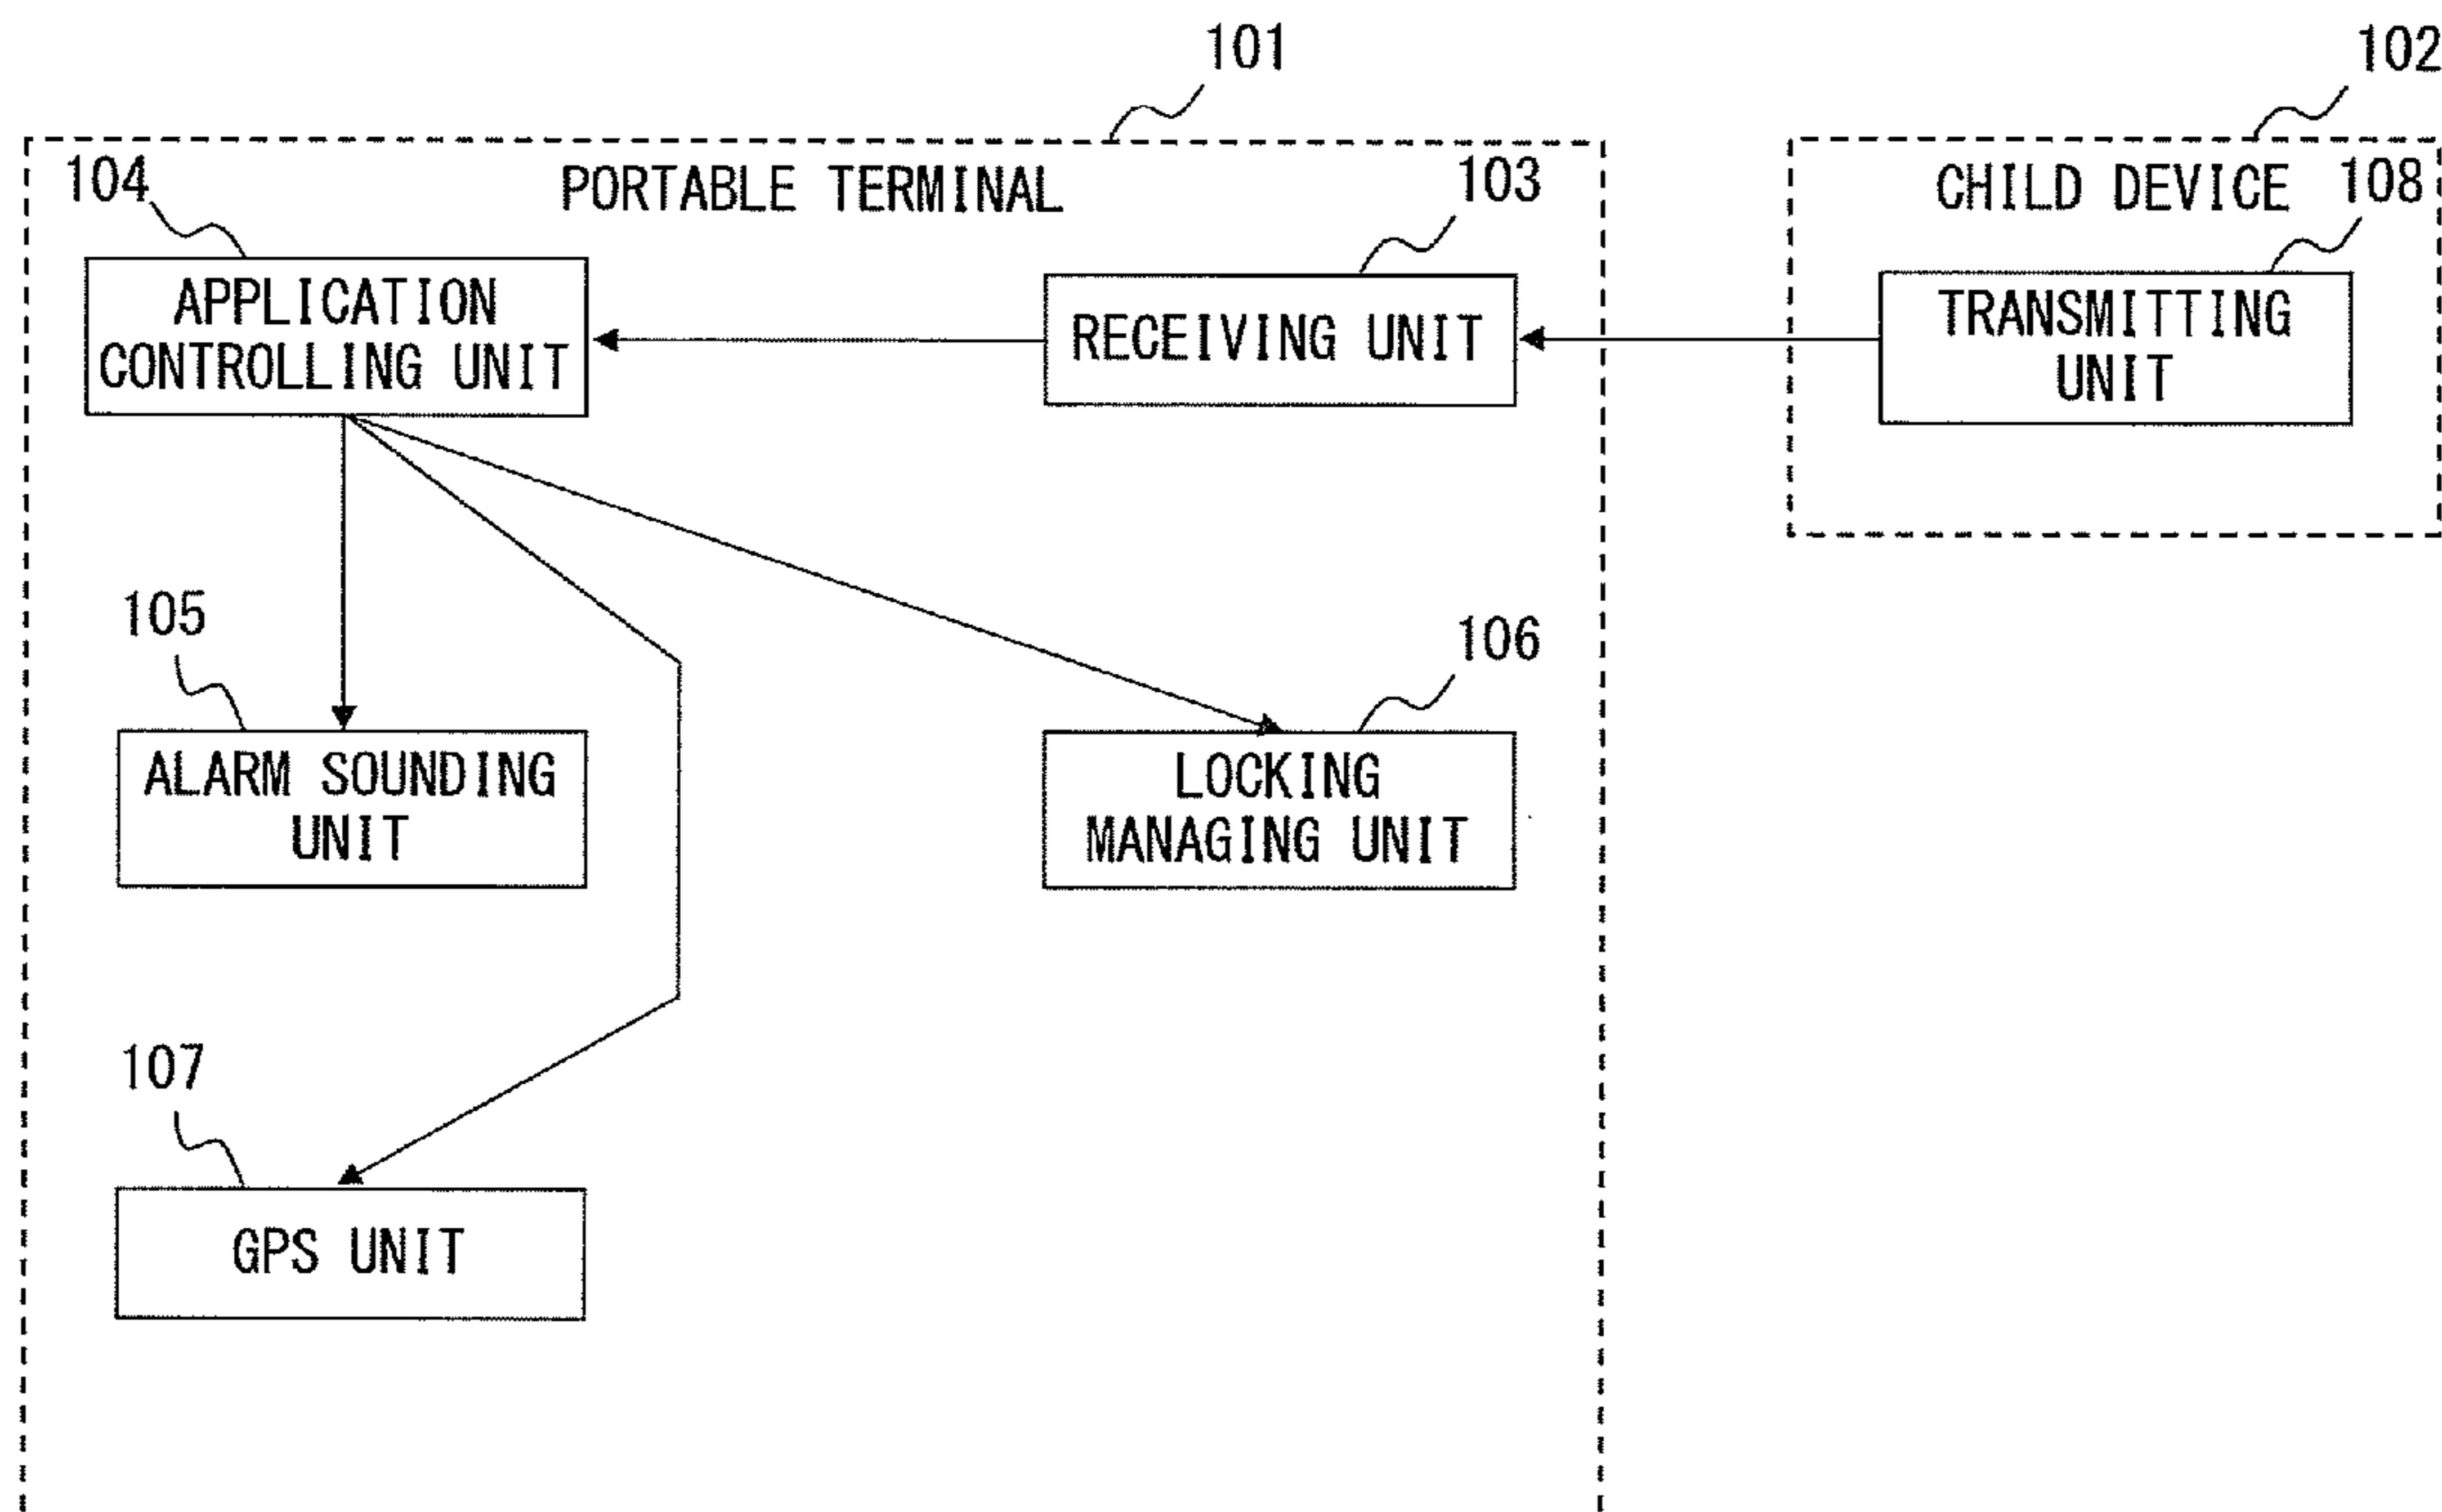 101
102
PORTABLE TERMINAL
CHILD DEVICE
104
103
108
APPLICATION
CONTROLLING UNIT
RECEIVING UNIT
TRANSMITTING
UNIT
105
106
ALARM SOUNDING
UNIT
LOCKING
MANAGING UNIT
107
GPS UNIT